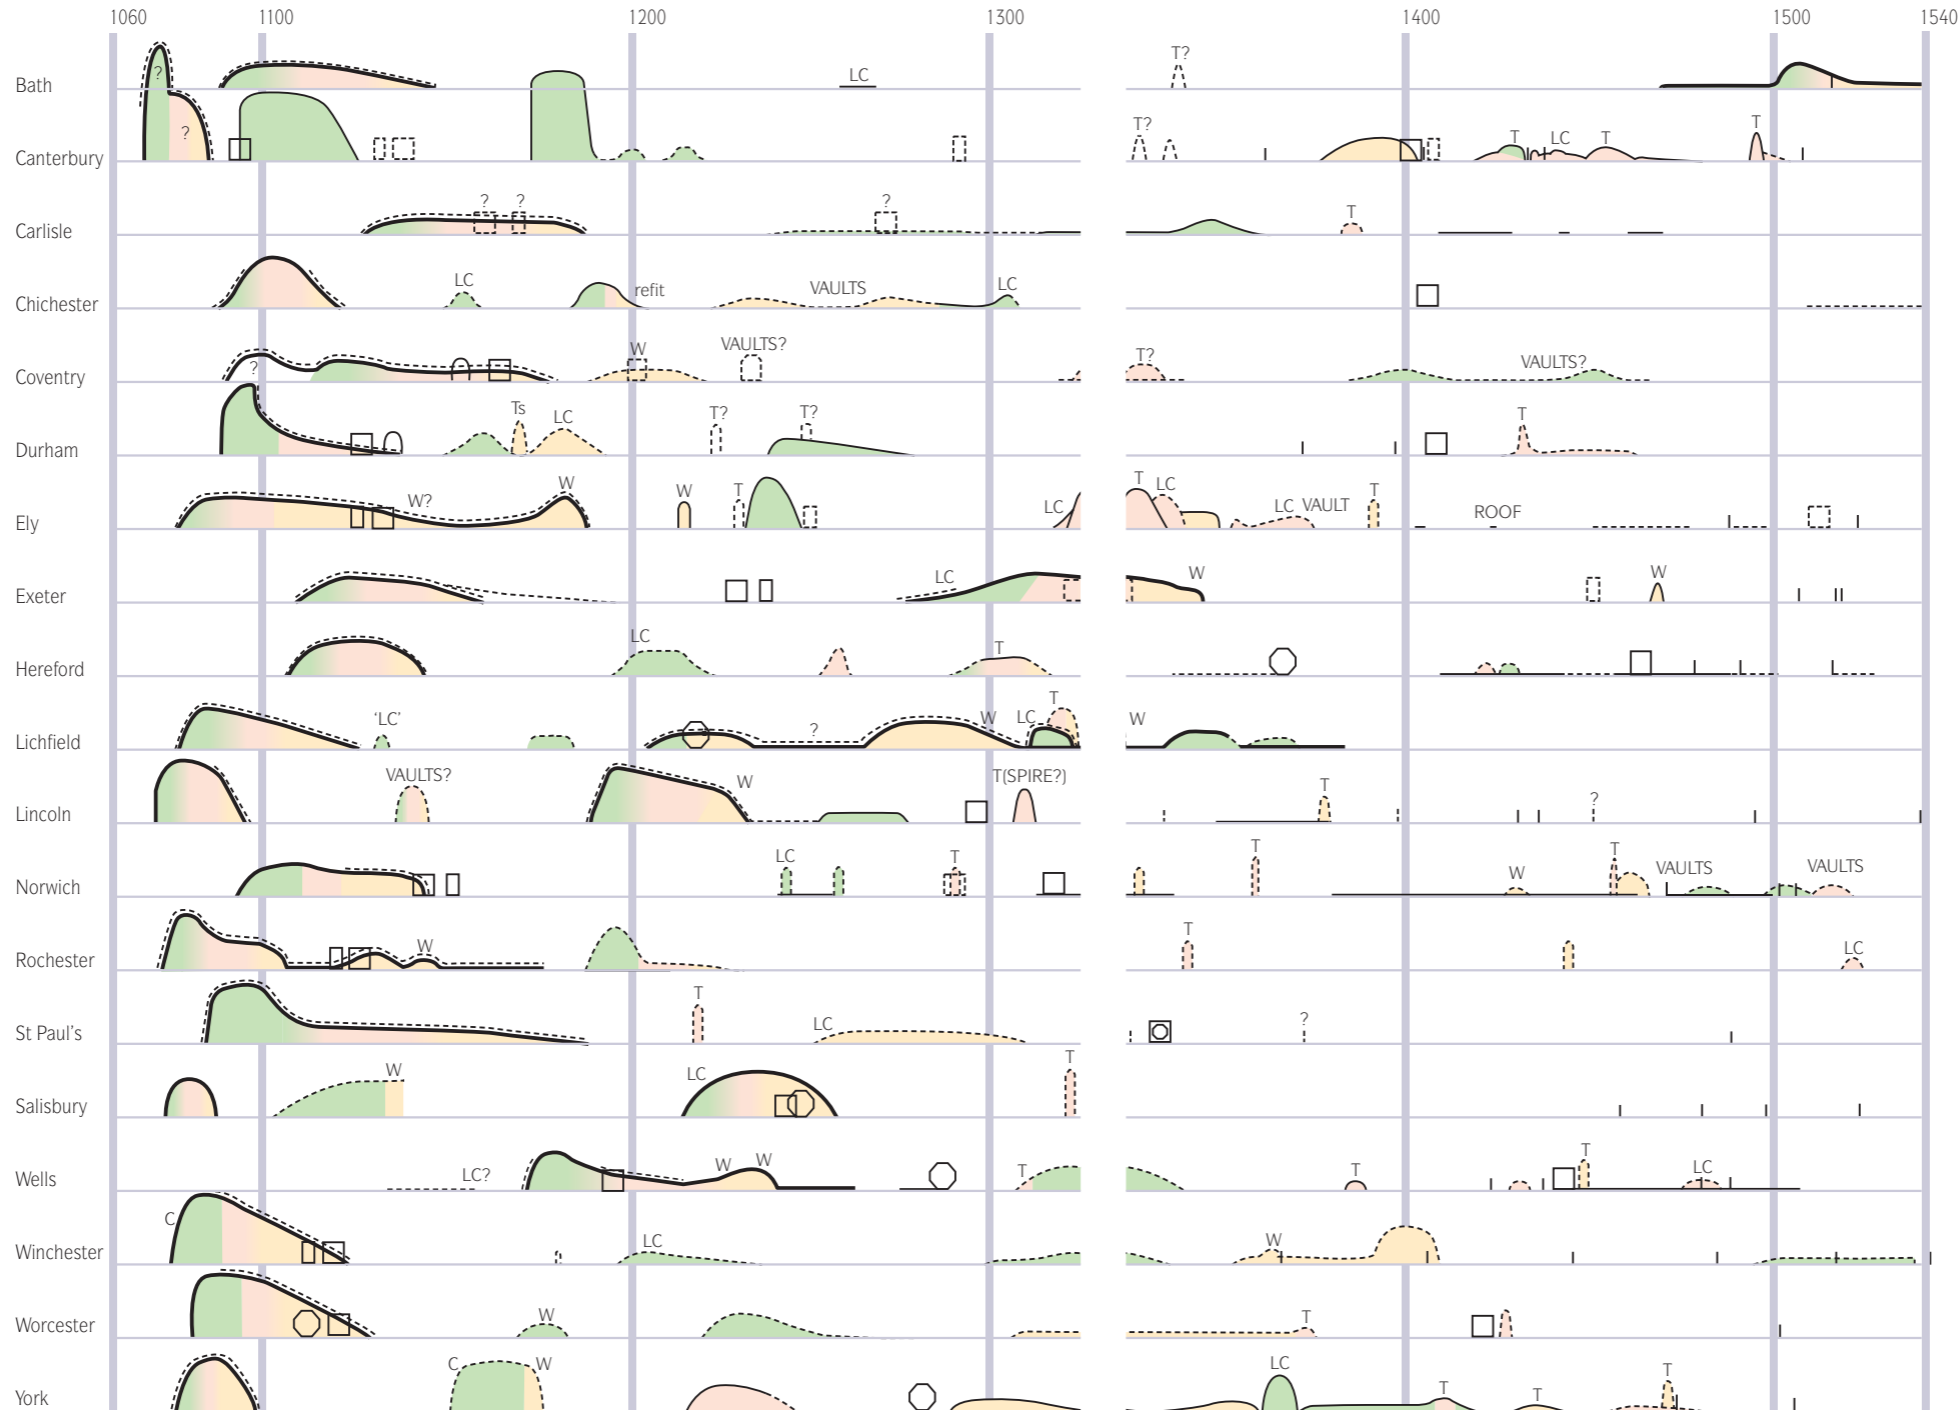 1060 1100 1200 1300 1400 1500 1540
Bath ? LC T?
Canterbury ? T? T LC T T
Carlisle ? ? ? T
Chichester LC refit VAULTS LC
Coventry ? W VAULTS? T? VAULTS?
Durham Ts LC T? T? T
Ely W? W W T LC T LC LC VAULT T ROOF
Exeter LC W W
Hereford LC T
Lichfield 'LC' ? W LC T W
Lincoln VAULTS? W T(SPIRE?) T ?
Norwich LC T T W T VAULTS VAULTS
Rochester W T LC
St Paul's T LC ?
Salisbury W LC T
Wells LC? W W T T T LC
Winchester C LC W
Worcester W T
York C W LC T T T